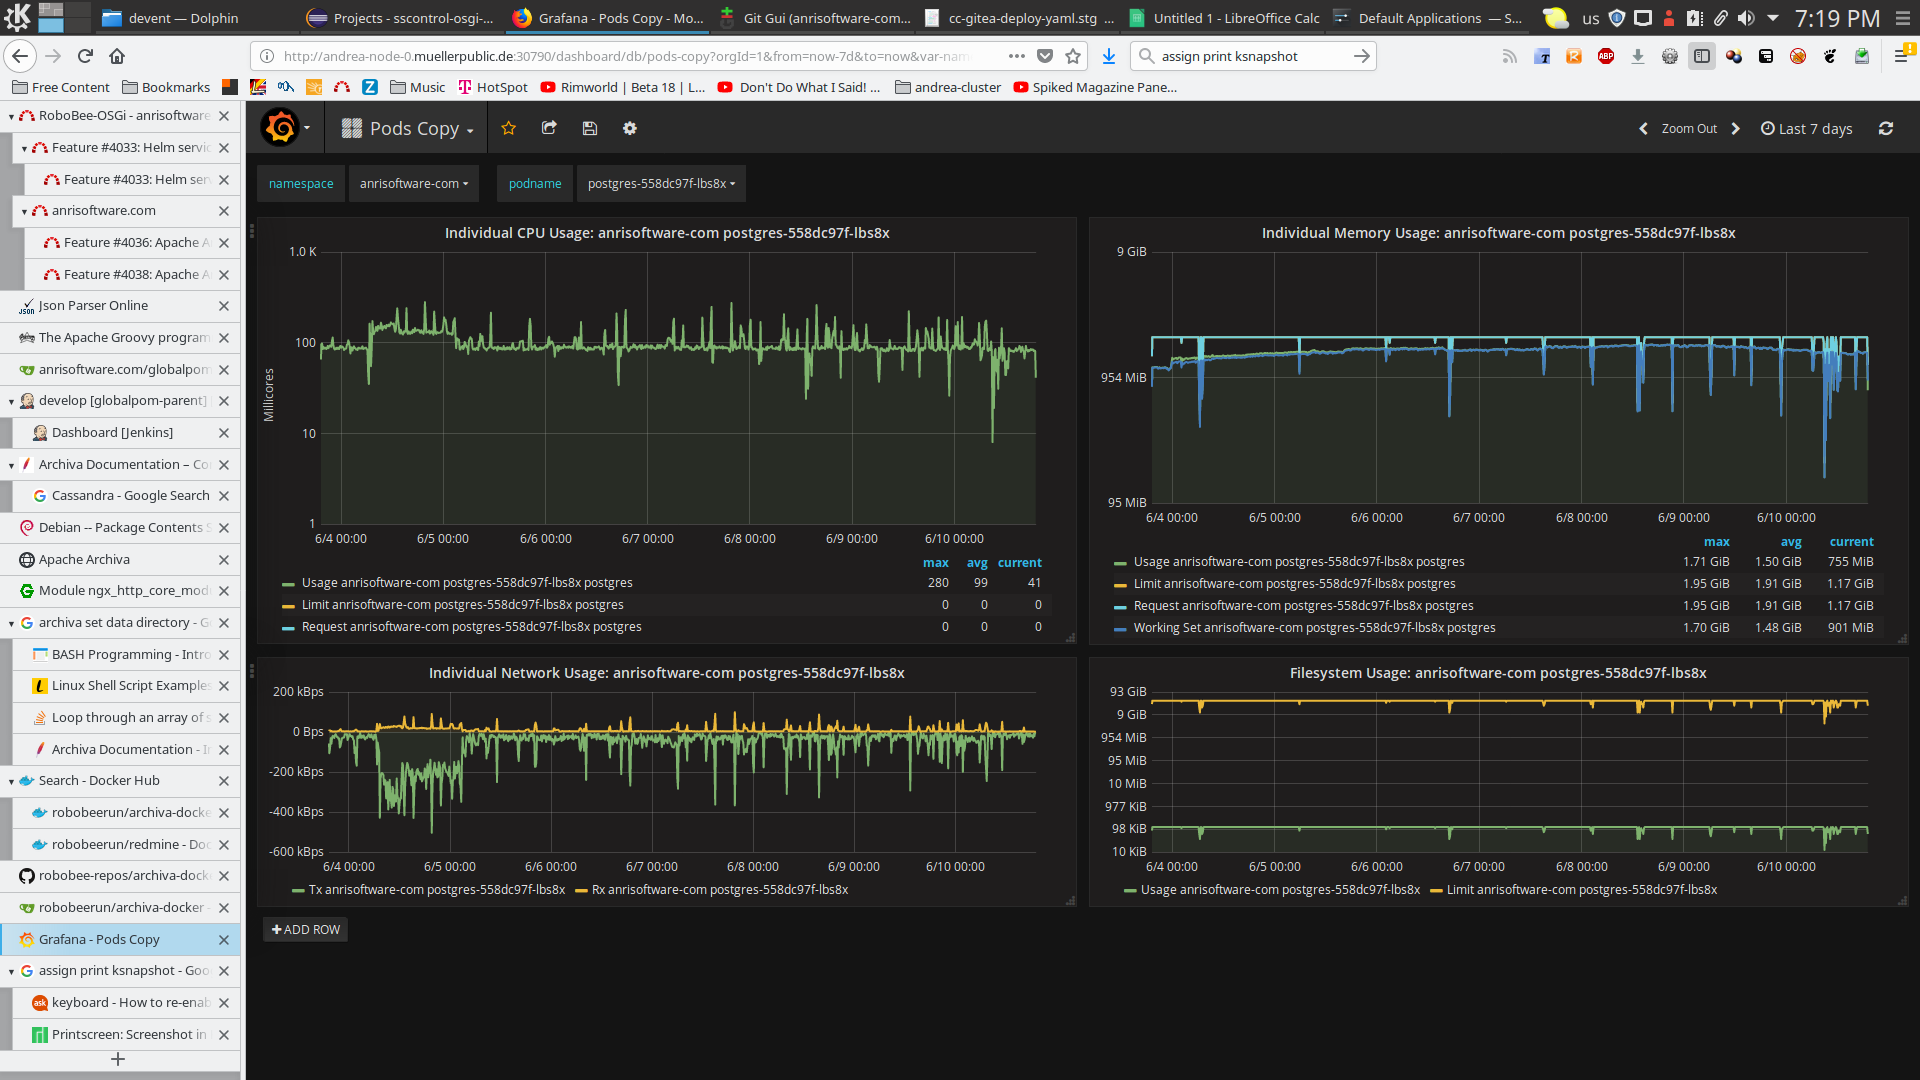 devent — Dolphin
Projects - sscontrol-osgi-...
Grafana - Pods Copy - Mo...
Git Gui (anrisoftware-com...
cc-gitea-deploy-yaml.stg ...
Untitled 1 - LibreOffice Calc
Default Applications — S...
us
7:19 PM
http://andrea-node-0.muellerpublic.de:30790/dashboard/db/pods-copy?orgId=1&from=now-7d&to=now&var-nam
assign print ksnapshot
Free Content
Bookmarks
Music
HotSpot
Rimworld | Beta 18 | L...
Don't Do What I Said! ...
andrea-cluster
Spiked Magazine Pane...
RoboBee-OSGi - anrisoftware
Feature #4033: Helm servic
Feature #4033: Helm serv
anrisoftware.com
Feature #4036: Apache A
Feature #4038: Apache A
Json Parser Online
The Apache Groovy program
anrisoftware.com/globalpom
develop [globalpom-parent]
Dashboard [Jenkins]
Archiva Documentation – Co
Cassandra - Google Search
Debian -- Package Contents S
Apache Archiva
Module ngx_http_core_modu
archiva set data directory - G
BASH Programming - Intro
Linux Shell Script Examples
Loop through an array of s
Archiva Documentation - I
Search - Docker Hub
robobeerun/archiva-docke
robobeerun/redmine - Doc
robobee-repos/archiva-docke
robobeerun/archiva-docker -
Grafana - Pods Copy
assign print ksnapshot - Goo
keyboard - How to re-enab
Printscreen: Screenshot in
Pods Copy
Zoom Out
Last 7 days
namespace
anrisoftware-com
podname
postgres-558dc97f-lbs8x
Individual CPU Usage: anrisoftware-com postgres-558dc97f-lbs8x
1.0 K
100
10
1
Millicores
6/4 00:00 6/5 00:00 6/6 00:00 6/7 00:00 6/8 00:00 6/9 00:00 6/10 00:00
max avg current
Usage anrisoftware-com postgres-558dc97f-lbs8x postgres 280 99 41
Limit anrisoftware-com postgres-558dc97f-lbs8x postgres 0 0 0
Request anrisoftware-com postgres-558dc97f-lbs8x postgres 0 0 0
Individual Memory Usage: anrisoftware-com postgres-558dc97f-lbs8x
9 GiB
954 MiB
95 MiB
6/4 00:00 6/5 00:00 6/6 00:00 6/7 00:00 6/8 00:00 6/9 00:00 6/10 00:00
max avg current
Usage anrisoftware-com postgres-558dc97f-lbs8x postgres 1.71 GiB 1.50 GiB 755 MiB
Limit anrisoftware-com postgres-558dc97f-lbs8x postgres 1.95 GiB 1.91 GiB 1.17 GiB
Request anrisoftware-com postgres-558dc97f-lbs8x postgres 1.95 GiB 1.91 GiB 1.17 GiB
Working Set anrisoftware-com postgres-558dc97f-lbs8x postgres 1.70 GiB 1.48 GiB 901 MiB
Individual Network Usage: anrisoftware-com postgres-558dc97f-lbs8x
200 kBps
0 Bps
-200 kBps
-400 kBps
-600 kBps
6/4 00:00 6/5 00:00 6/6 00:00 6/7 00:00 6/8 00:00 6/9 00:00 6/10 00:00
Tx anrisoftware-com postgres-558dc97f-lbs8x Rx anrisoftware-com postgres-558dc97f-lbs8x
Filesystem Usage: anrisoftware-com postgres-558dc97f-lbs8x
93 GiB
9 GiB
954 MiB
95 MiB
10 MiB
977 KiB
98 KiB
10 KiB
6/4 00:00 6/5 00:00 6/6 00:00 6/7 00:00 6/8 00:00 6/9 00:00 6/10 00:00
Usage anrisoftware-com postgres-558dc97f-lbs8x Limit anrisoftware-com postgres-558dc97f-lbs8x
ADD ROW